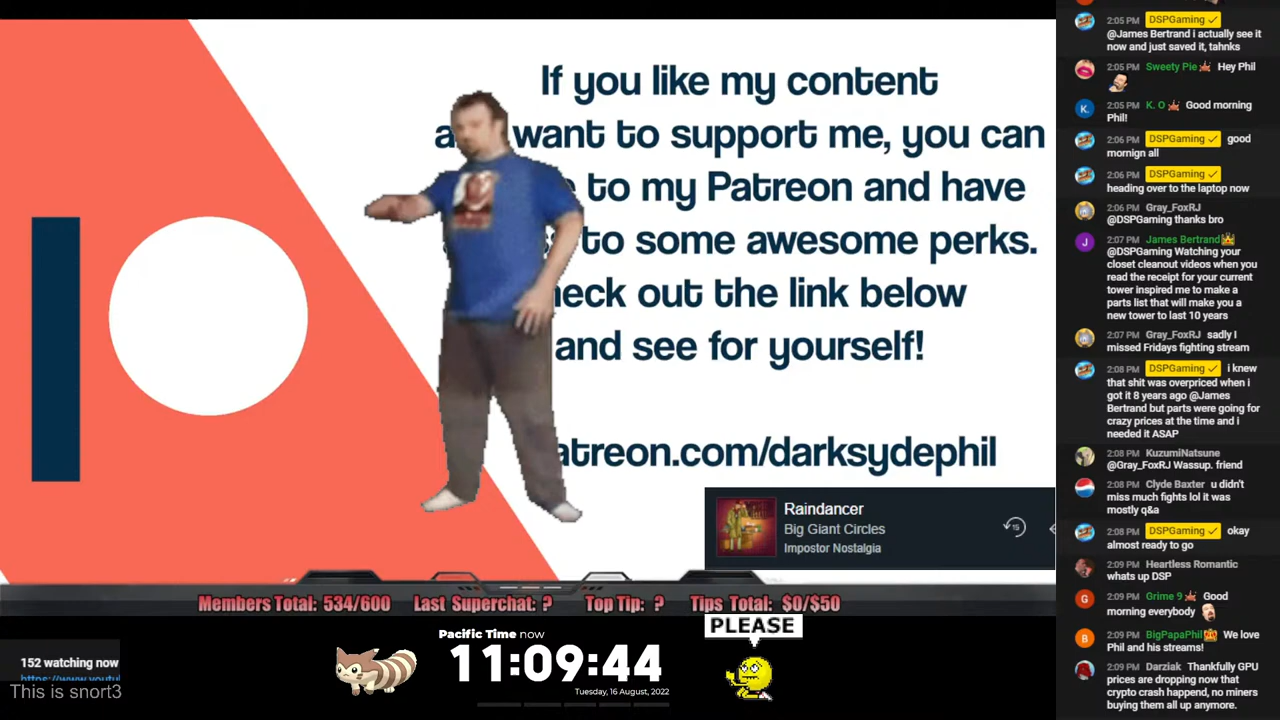 If you like my content
want to support me, you can
to my Patreon and have
to some awesome perks.
heck out the link below
and see for yourself!
atreon.com/darksydephil
Raindancer
Big Giant Circles
Impostor Nostalgia
15
Members Total: 534/600
Last Superchat: ?
Top Tip: ?
Tips Total: $0/$50
PLEASE
Pacific Time now
11:09:44
Tuesday, 16 August, 2022
152 watching now
https://www.youtu
This is snort3
2:05 PM DSPGaming ✓
@James Bertrand i actually see it
now and just saved it, tahnks
2:05 PM Sweety Pie Hey Phil
K.
2:05 PM K. O Good morning
Phil!
2:06 PM DSPGaming ✓ good
mornign all
2:06 PM DSPGaming ✓
heading over to the laptop now
2:06 PM Gray_FoxRJ
@DSPGaming thanks bro
J
2:07 PM James Bertrand
@DSPGaming Watching your
closet cleanout videos when you
read the receipt for your current
tower inspired me to make a
parts list that will make you a
new tower to last 10 years
2:07 PM Gray_FoxRJ sadly I
missed Fridays fighting stream
2:08 PM DSPGaming ✓ i knew
that shit was overpriced when i
got it 8 years ago @James
Bertrand but parts were going for
crazy prices at the time and i
needed it ASAP
2:08 PM KuzumiNatsune
@Gray_FoxRJ Wassup. friend
2:08 PM Clyde Baxter u didn't
miss much fights lol it was
mostly q&a
2:08 PM DSPGaming ✓ okay
almost ready to go
2:09 PM Heartless Romantic
whats up DSP
G
2:09 PM Grime 9 Good
morning everybody
B
2:09 PM BigPapaPhil We love
Phil and his streams!
2:09 PM Darziak Thankfully GPU
prices are dropping now that
crypto crash happend, no miners
buying them all up anymore.